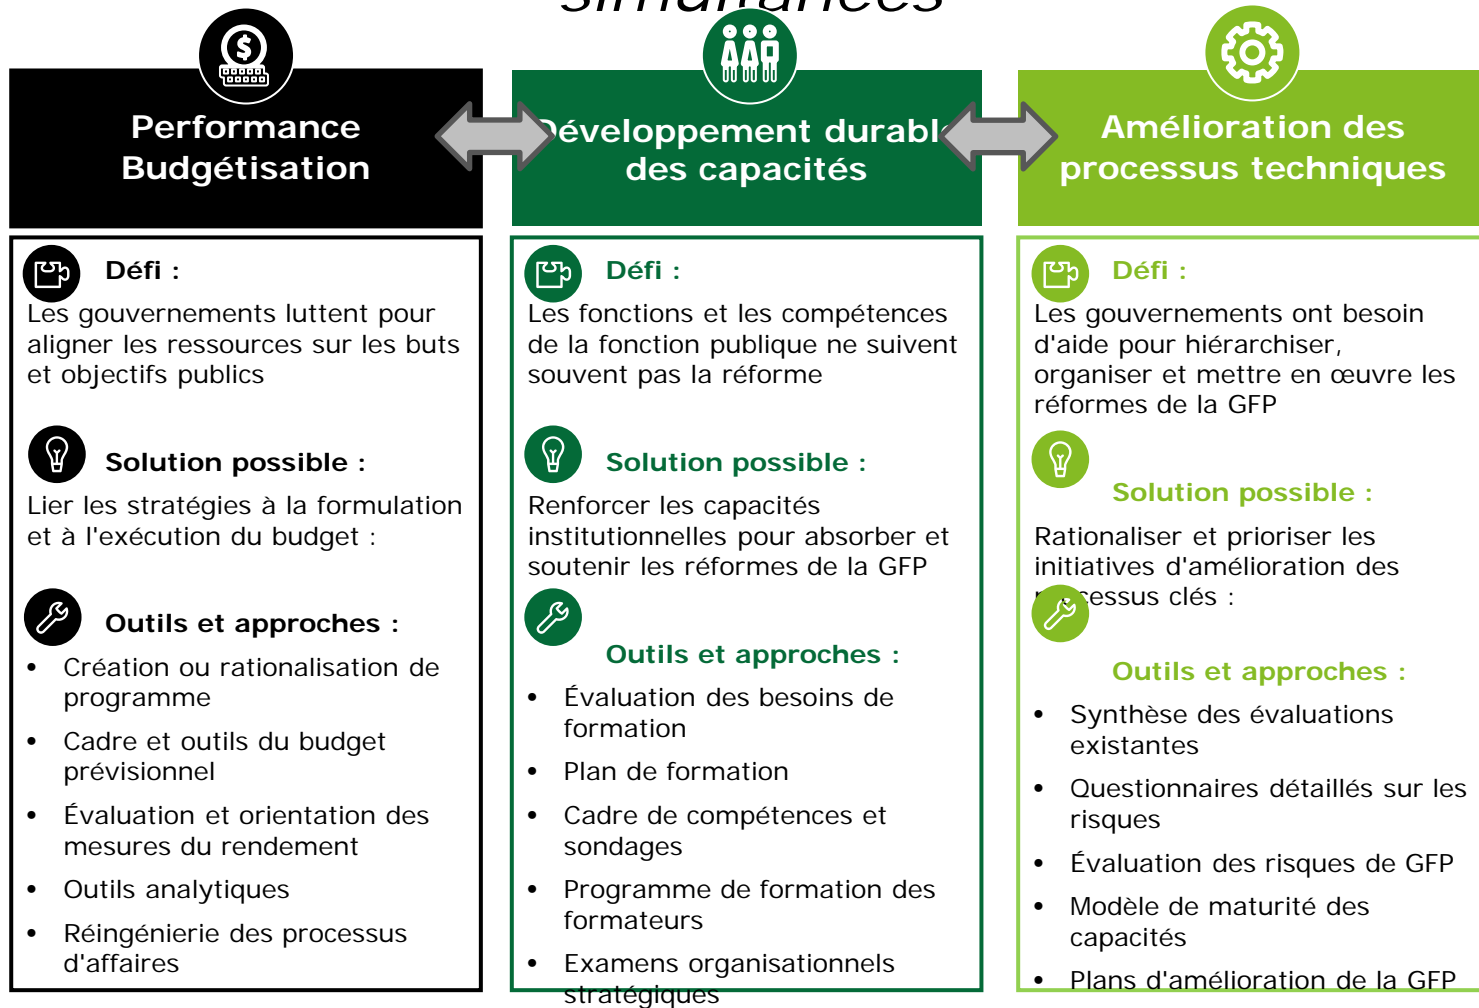 simultanées
Performance
Budgétisation
Développement durable
des capacités
Amélioration des
processus techniques
Défi :
Les gouvernements luttent pour
aligner les ressources sur les buts
et objectifs publics
Solution possible :
Lier les stratégies à la formulation
et à l'exécution du budget :
Outils et approches :
• Création ou rationalisation de
programme
• Cadre et outils du budget
prévisionnel
• Évaluation et orientation des
mesures du rendement
• Outils analytiques
• Réingénierie des processus
d'affaires
Défi :
Les fonctions et les compétences
de la fonction publique ne suivent
souvent pas la réforme
Solution possible :
Renforcer les capacités
institutionnelles pour absorber et
soutenir les réformes de la GFP
Outils et approches :
• Évaluation des besoins de
formation
• Plan de formation
• Cadre de compétences et
sondages
• Programme de formation des
formateurs
• Examens organisationnels
stratégiques
Défi :
Les gouvernements ont besoin
d'aide pour hiérarchiser,
organiser et mettre en œuvre les
réformes de la GFP
Solution possible :
Rationaliser et prioriser les
initiatives d'amélioration des
processus clés :
Outils et approches :
• Synthèse des évaluations
existantes
• Questionnaires détaillés sur les
risques
• Évaluation des risques de GFP
• Modèle de maturité des
capacités
• Plans d'amélioration de la GFP